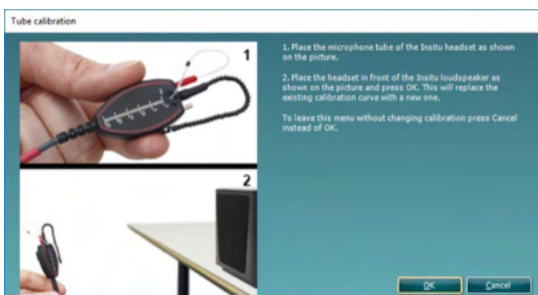 Tube calibration
1
1. Place the microphone tube of the Insitu headset as shown
on the picture.
2. Place the headset in front of the Insitu loudspeaker as
shown on the picture and press OK. This will replace the
existing calibration curve with a new one.
To leave this menu without changing calibration press Cancel
instead of OK.
2
OK
Cancel